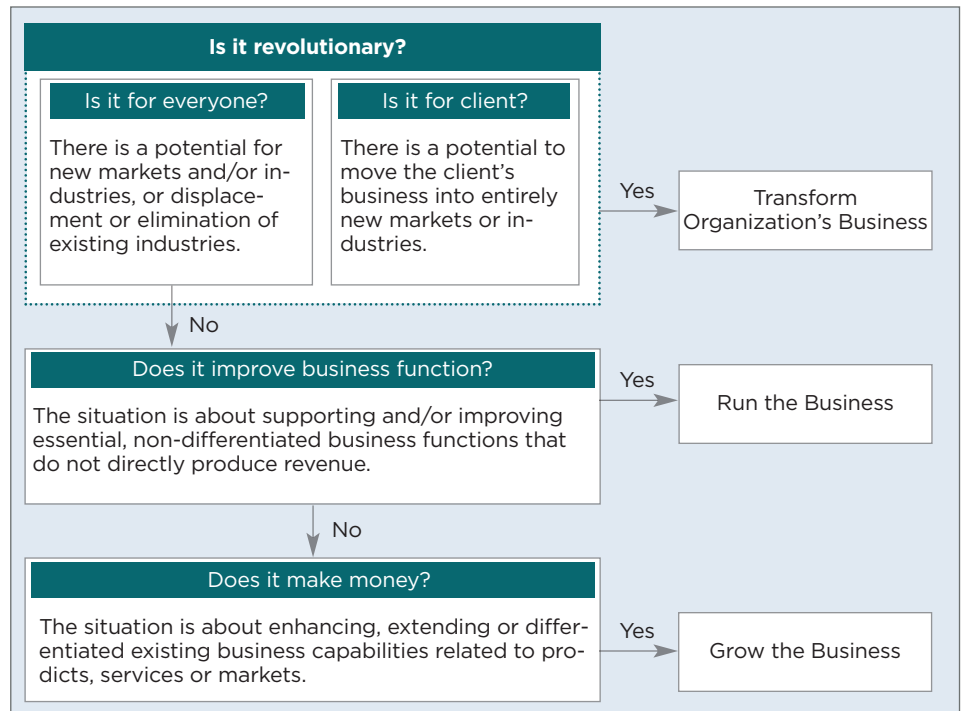 Is it revolutionary?
Is it for everyone?
There is a potential for
new markets and/or in-
dustries, or displace-
ment or elimination of
existing industries.
Is it for client?
There is a potential to
move the client's
business into entirely
new markets or in-
dustries.
Yes
Transform
Organization's Business
No
Does it improve business function?
The situation is about supporting and/or improving
essential, non-differentiated business functions that
do not directly produce revenue.
Yes
Run the Business
No
Does it make money?
The situation is about enhancing, extending or differ-
entiated existing business capabilities related to pro-
dicts, services or markets.
Yes
Grow the Business